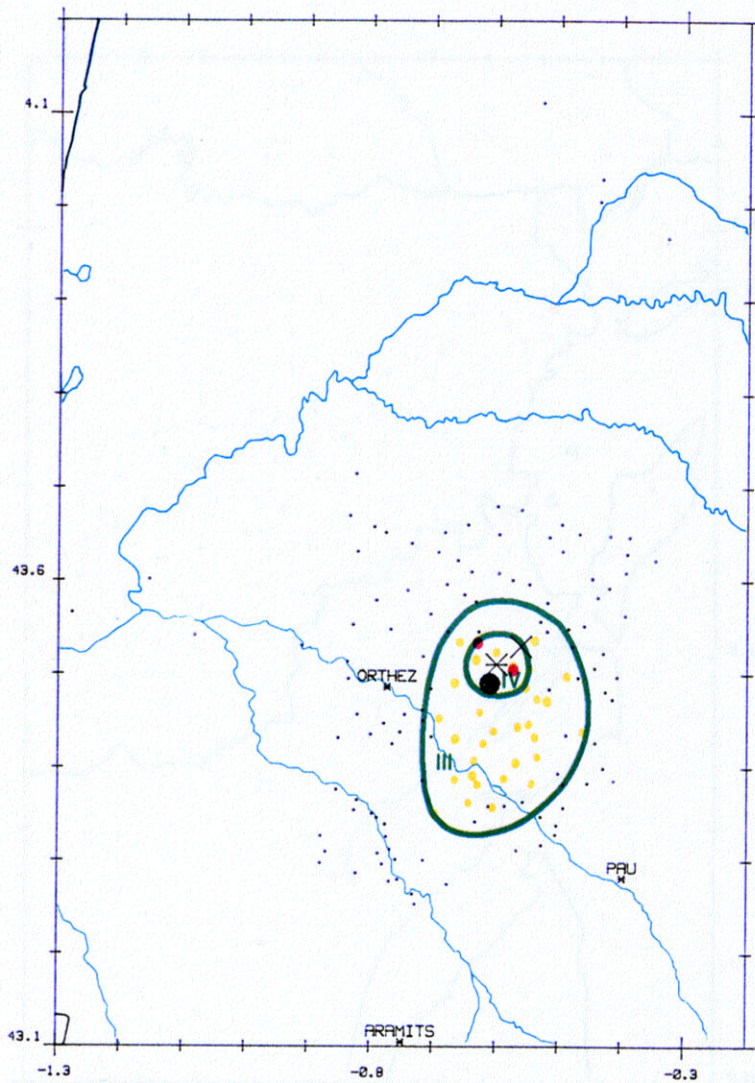 4.1
43.6
ORTHEZ
IV
III
PAU
ARAMITS
43.1
-1.3
-0.8
-0.3